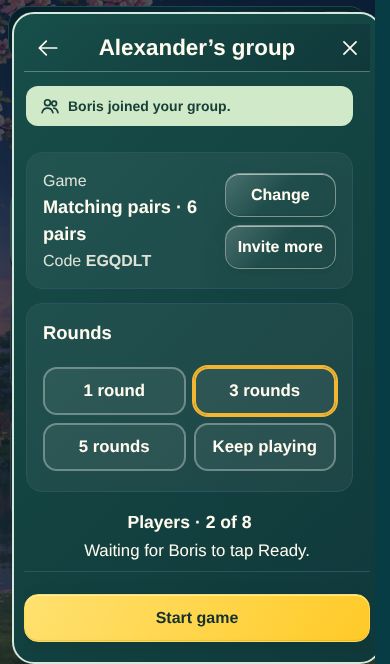 Alexander’s group
Boris joined your group.
Game
Matching pairs · 6
pairs
Code EGQDLT
Change
Invite more
Rounds
1 round
3 rounds
5 rounds
Keep playing
Players · 2 of 8
Waiting for Boris to tap Ready.
Start game